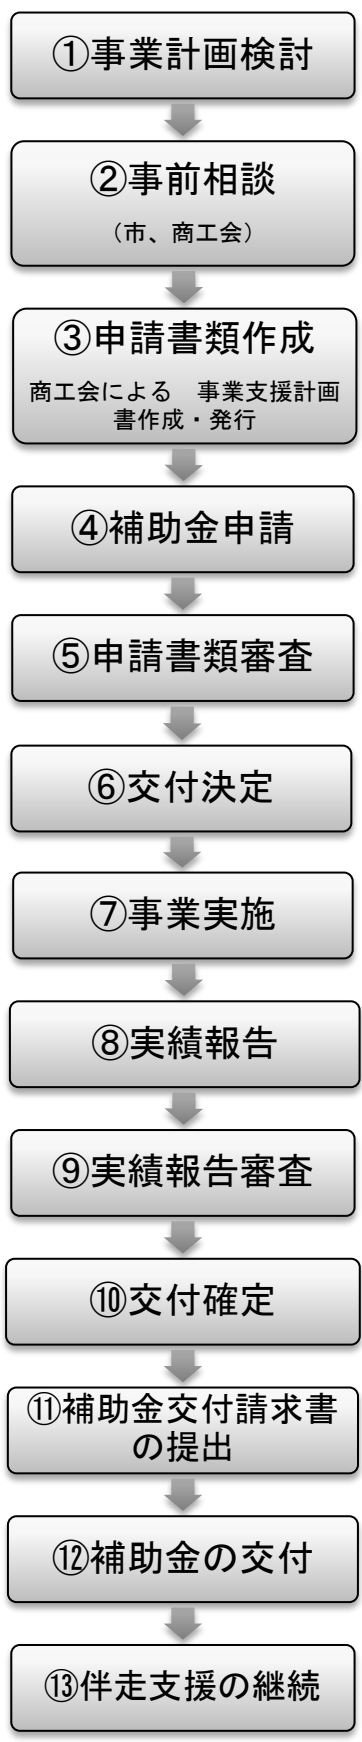 ①事業計画検討
②事前相談
（市、商工会）
③申請書類作成
商工会による　事業支援計画
書作成・発行
④補助金申請
⑤申請書類審査
⑥交付決定
⑦事業実施
⑧実績報告
⑨実績報告審査
⑩交付確定
⑪補助金交付請求書
の提出
⑫補助金の交付
⑬伴走支援の継続